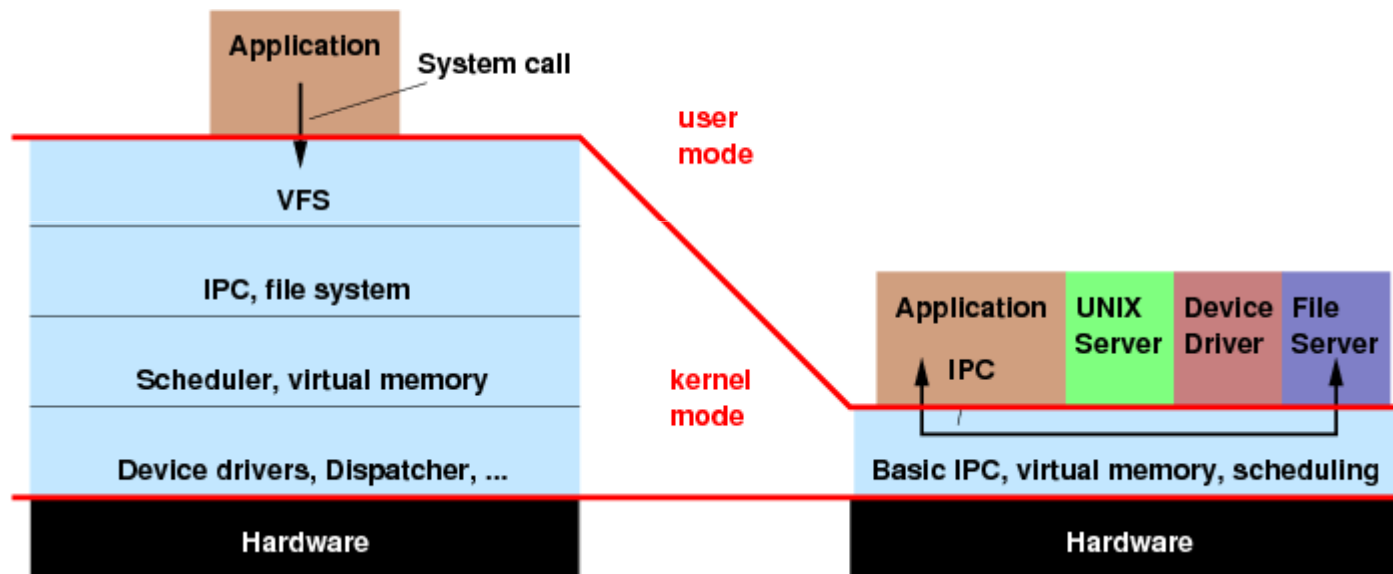 Application
System call
VFS
IPC, file system
Scheduler, virtual memory
Device drivers, Dispatcher, ...
Hardware
user
mode
kernel
mode
Application
IPC
UNIX
Server
Device
Driver
File
Server
Basic IPC, virtual memory, scheduling
Hardware